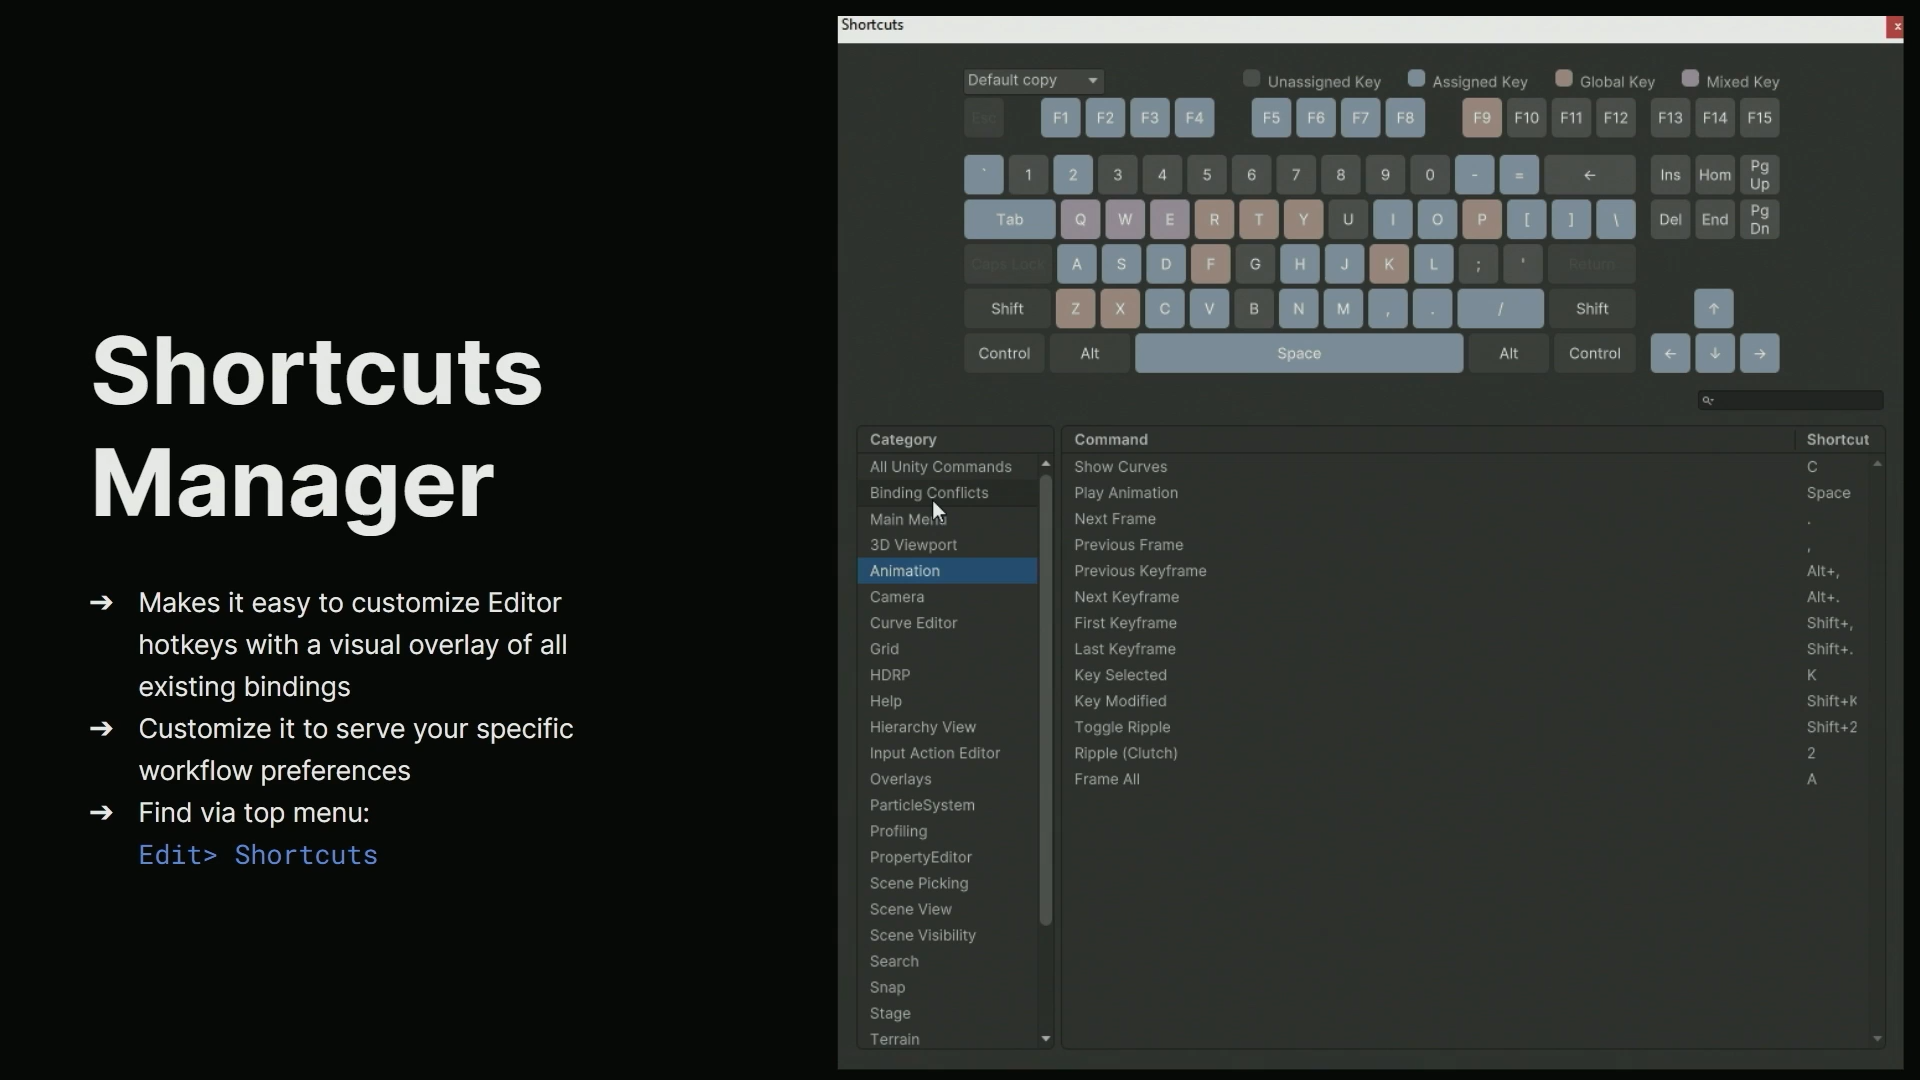 Shortcuts
Manager
➔ Makes it easy to customize Editor
hotkeys with a visual overlay of all
existing bindings
➔ Customize it to serve your specific
workflow preferences
➔ Find via top menu:
Edit> Shortcuts
Shortcuts x
Default copy Unassigned Key Assigned Key Global Key Mixed Key
Esc F1 F2 F3 F4 F5 F6 F7 F8 F9 F10 F11 F12 F13 F14 F15
` 1 2 3 4 5 6 7 8 9 0 - = ← Ins Hom Pg Up
Tab Q W E R T Y U I O P [ ] \ Del End Pg Dn
Caps Lock A S D F G H J K L ; ' Return
Shift Z X C V B N M , . / Shift ↑
Control Alt Space Alt Control ← ↓ →
Category
All Unity Commands
Binding Conflicts
Main Menu
3D Viewport
Animation
Camera
Curve Editor
Grid
HDRP
Help
Hierarchy View
Input Action Editor
Overlays
ParticleSystem
Profiling
PropertyEditor
Scene Picking
Scene View
Scene Visibility
Search
Snap
Stage
Terrain
Command Shortcut
Show Curves C
Play Animation Space
Next Frame .
Previous Frame ,
Previous Keyframe Alt+,
Next Keyframe Alt+.
First Keyframe Shift+,
Last Keyframe Shift+.
Key Selected K
Key Modified Shift+K
Toggle Ripple Shift+2
Ripple (Clutch) 2
Frame All A